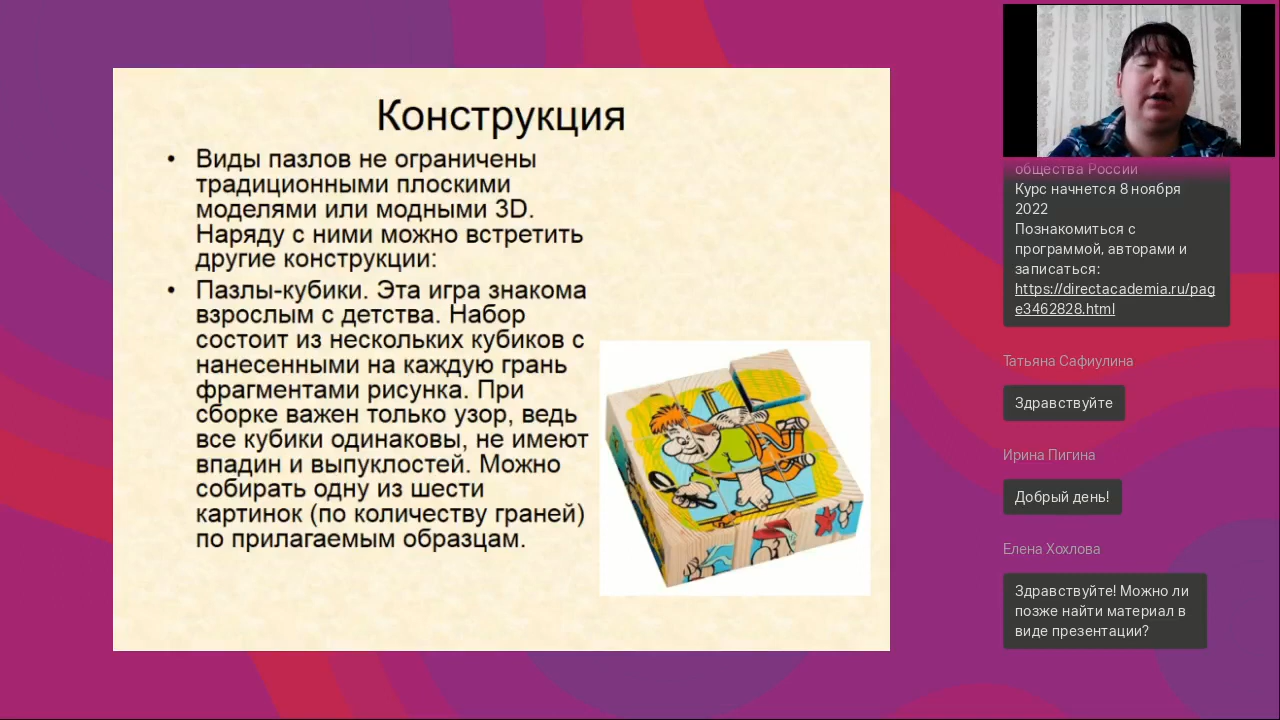 Конструкция
• Виды пазлов не ограничены
традиционными плоскими
моделями или модными 3D.
Наряду с ними можно встретить
другие конструкции:
• Пазлы-кубики. Эта игра знакома
взрослым с детства. Набор
состоит из нескольких кубиков с
нанесенными на каждую грань
фрагментами рисунка. При
сборке важен только узор, ведь
все кубики одинаковы, не имеют
впадин и выпуклостей. Можно
собирать одну из шести
картинок (по количеству граней)
по прилагаемым образцам.
общества России
Курс начнется 8 ноября
2022
Познакомиться с
программой, авторами и
записаться:
https://directacademia.ru/pag
e3462828.html
Татьяна Сафиулина
Здравствуйте
Ирина Пигина
Добрый день!
Елена Хохлова
Здравствуйте! Можно ли
позже найти материал в
виде презентации?